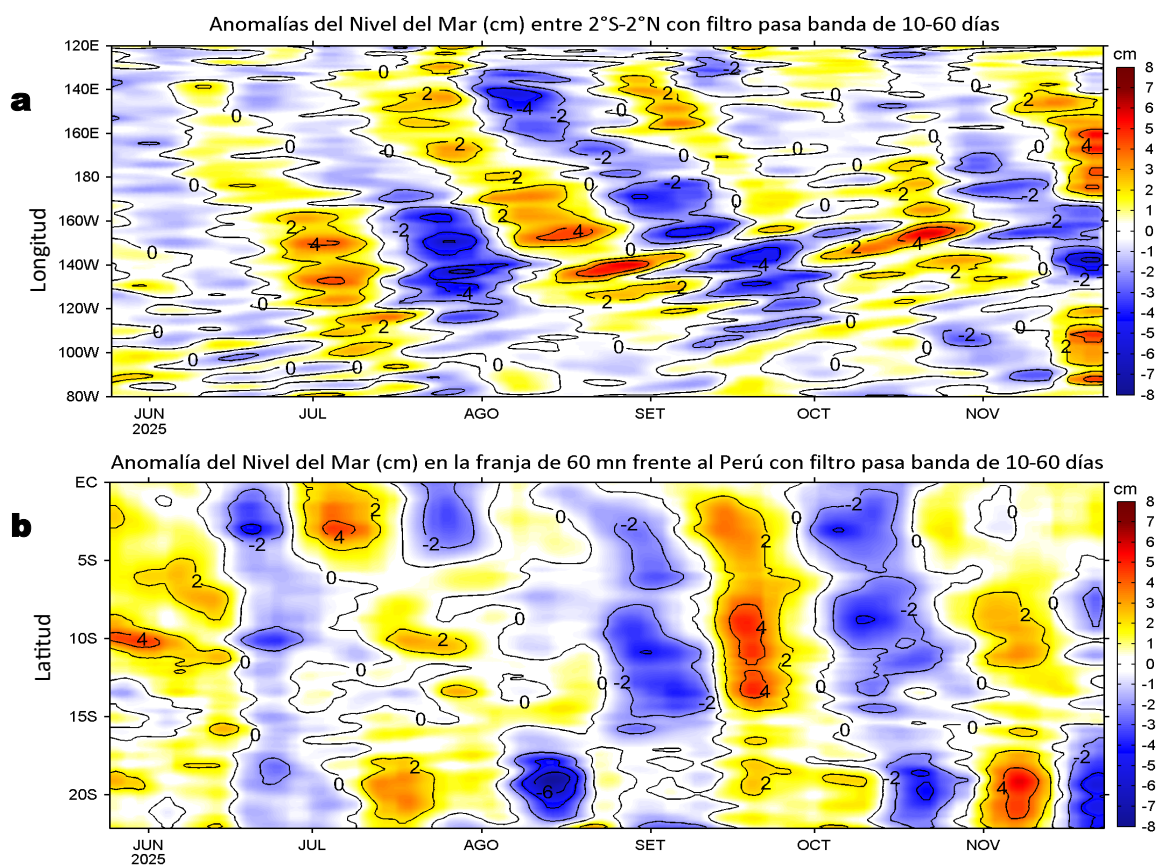 Anomalías del Nivel del Mar (cm) entre 2°S-2°N con filtro pasa banda de 10-60 días
a
Longitud
120E
140E
160E
180
160W
140W
120W
100W
80W
JUN
2025
JUL
AGO
SET
OCT
NOV
cm
8
7
6
5
4
3
2
1
0
-1
-2
-3
-4
-5
-6
-7
-8
Anomalía del Nivel del Mar (cm) en la franja de 60 mn frente al Perú con filtro pasa banda de 10-60 días
b
Latitud
EC
5S
10S
15S
20S
JUN
2025
JUL
AGO
SET
OCT
NOV
cm
8
7
6
5
4
3
2
1
0
-1
-2
-3
-4
-5
-6
-7
-8